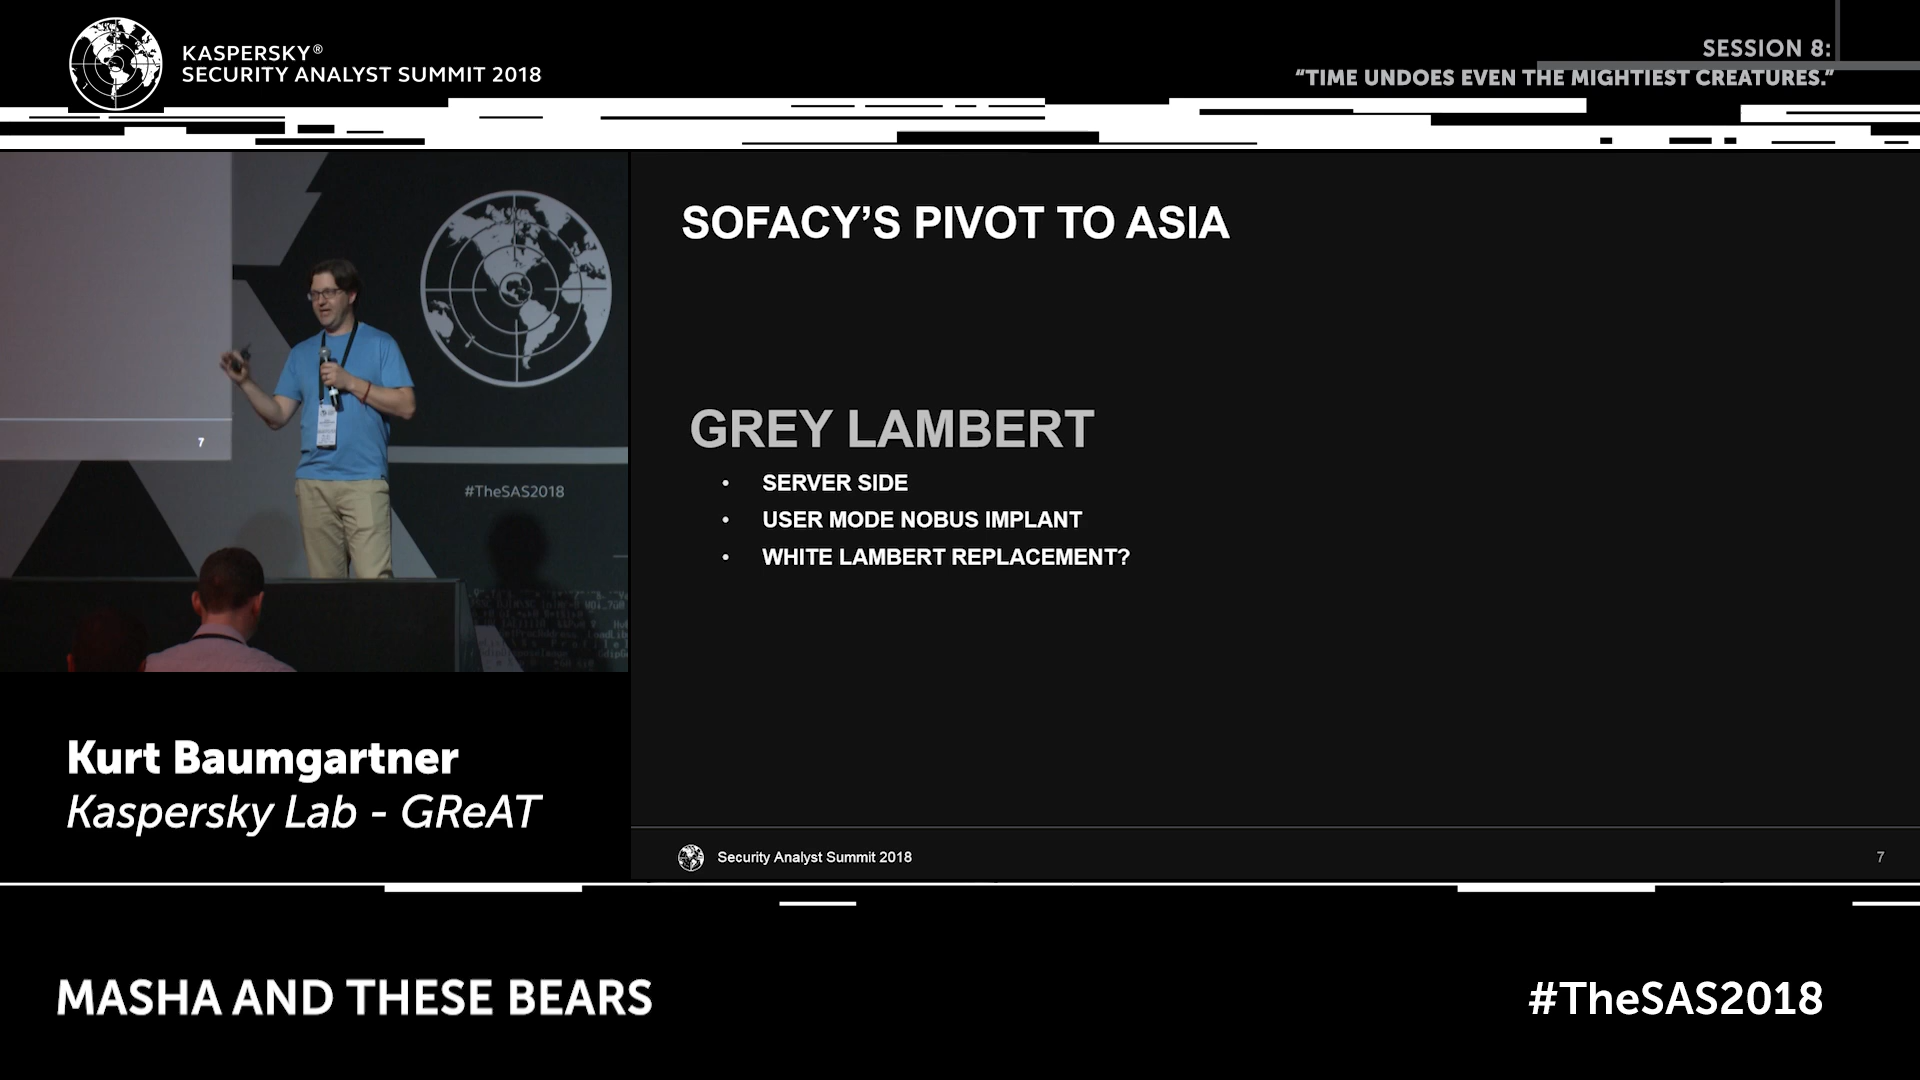 KASPERSKY®
SECURITY ANALYST SUMMIT 2018
SESSION 8:
“TIME UNDOES EVEN THE MIGHTIEST CREATURES.”
7
#TheSAS2018
SOFACY’S PIVOT TO ASIA
GREY LAMBERT
• SERVER SIDE
• USER MODE NOBUS IMPLANT
• WHITE LAMBERT REPLACEMENT?
Security Analyst Summit 2018
7
Kurt Baumgartner
Kaspersky Lab - GReAT
MASHA AND THESE BEARS
#TheSAS2018